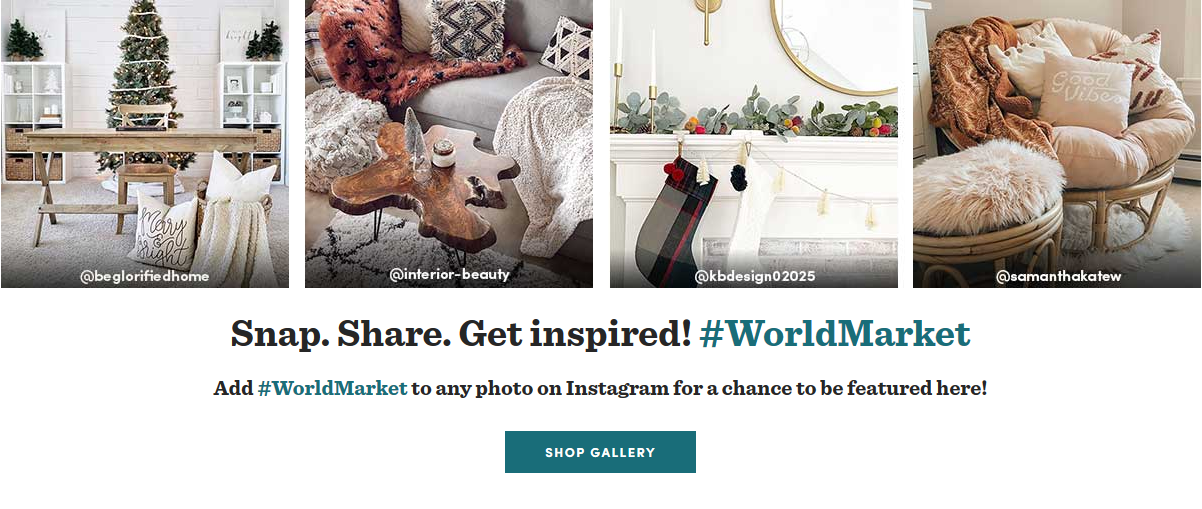 Merry
&
Bright
Good
Vibes
@beglorifiedhome
@interior-beauty
@kbdesign02025
@samanthakatew
Snap. Share. Get inspired! #WorldMarket
Add #WorldMarket to any photo on Instagram for a chance to be featured here!
SHOP GALLERY